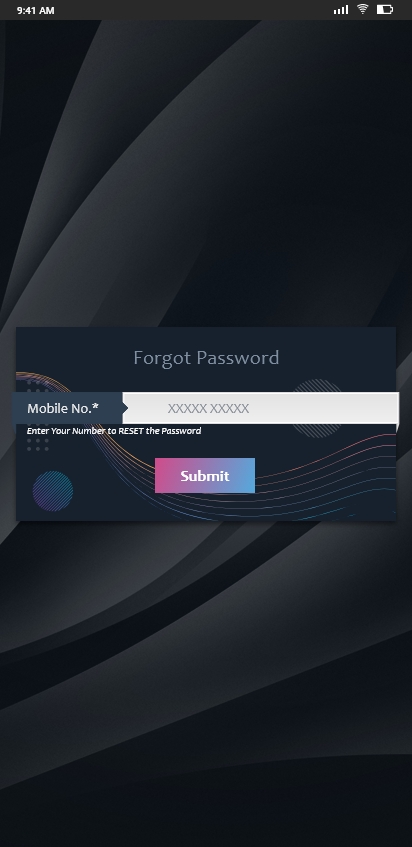 9:41 AM
Forgot Password
Mobile No.*
XXXXX XXXXX
Enter Your Number to RESET the Password
Submit